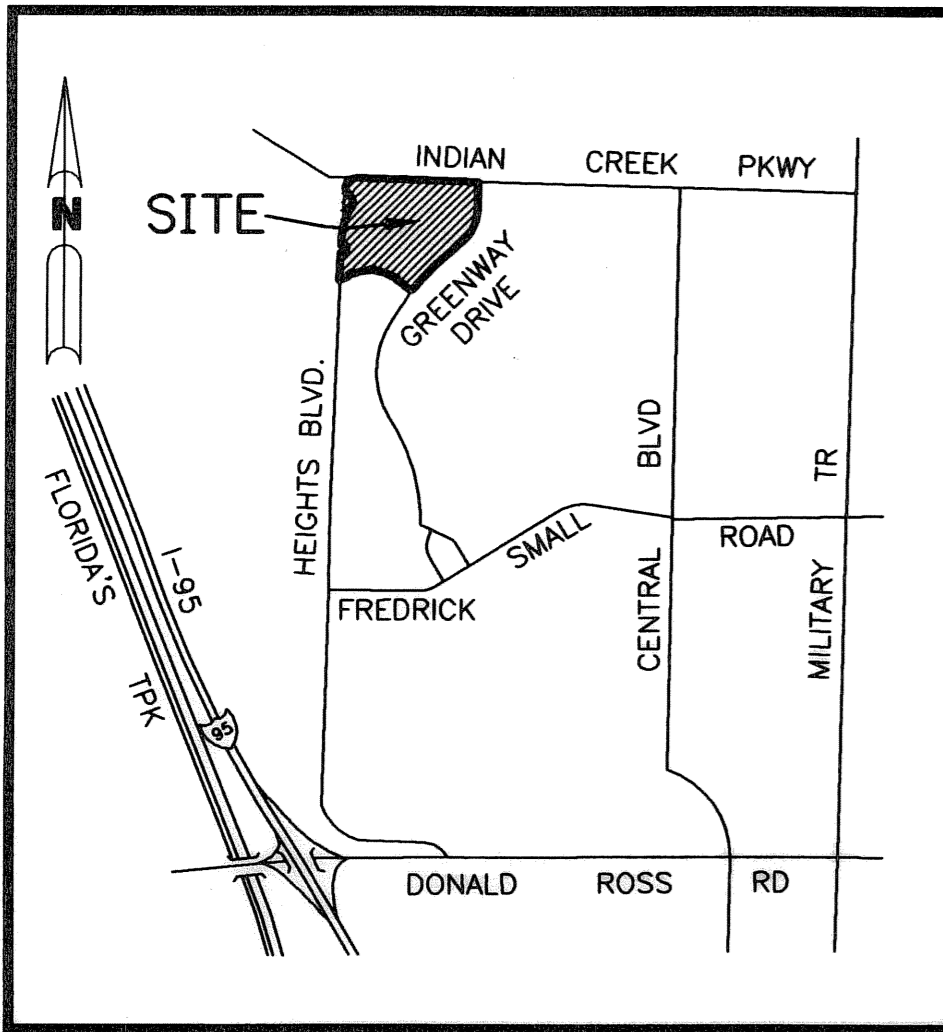 INDIAN CREEK PKWY
N
SITE
GREENWAY
DRIVE
HEIGHTS BLVD.
CENTRAL BLVD
MILITARY TR
FREDRICK SMALL ROAD
FLORIDA'S TPK
I-95
95
DONALD ROSS RD